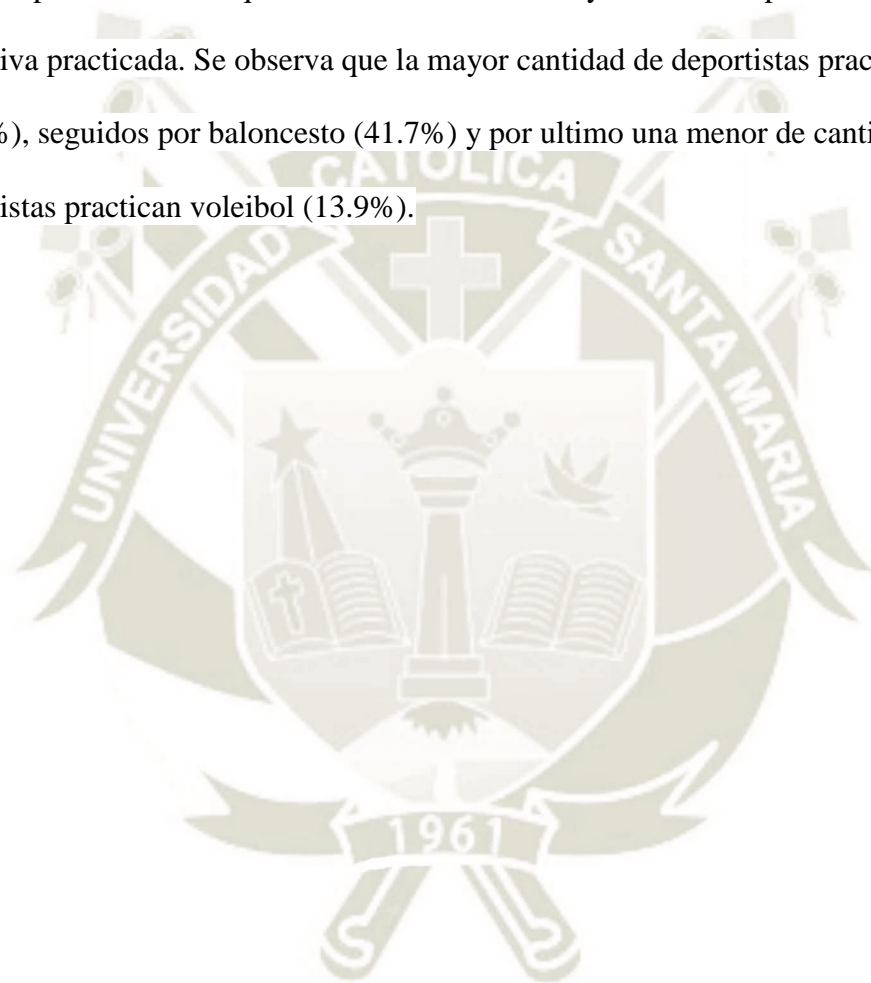 iva practicada. Se observa que la mayor cantidad de deportistas prac
%), seguidos por baloncesto (41.7%) y por ultimo una menor de canti
istas practican voleibol (13.9%).
UNIVERSIDAD CATOLICA SANTA MARIA
1961